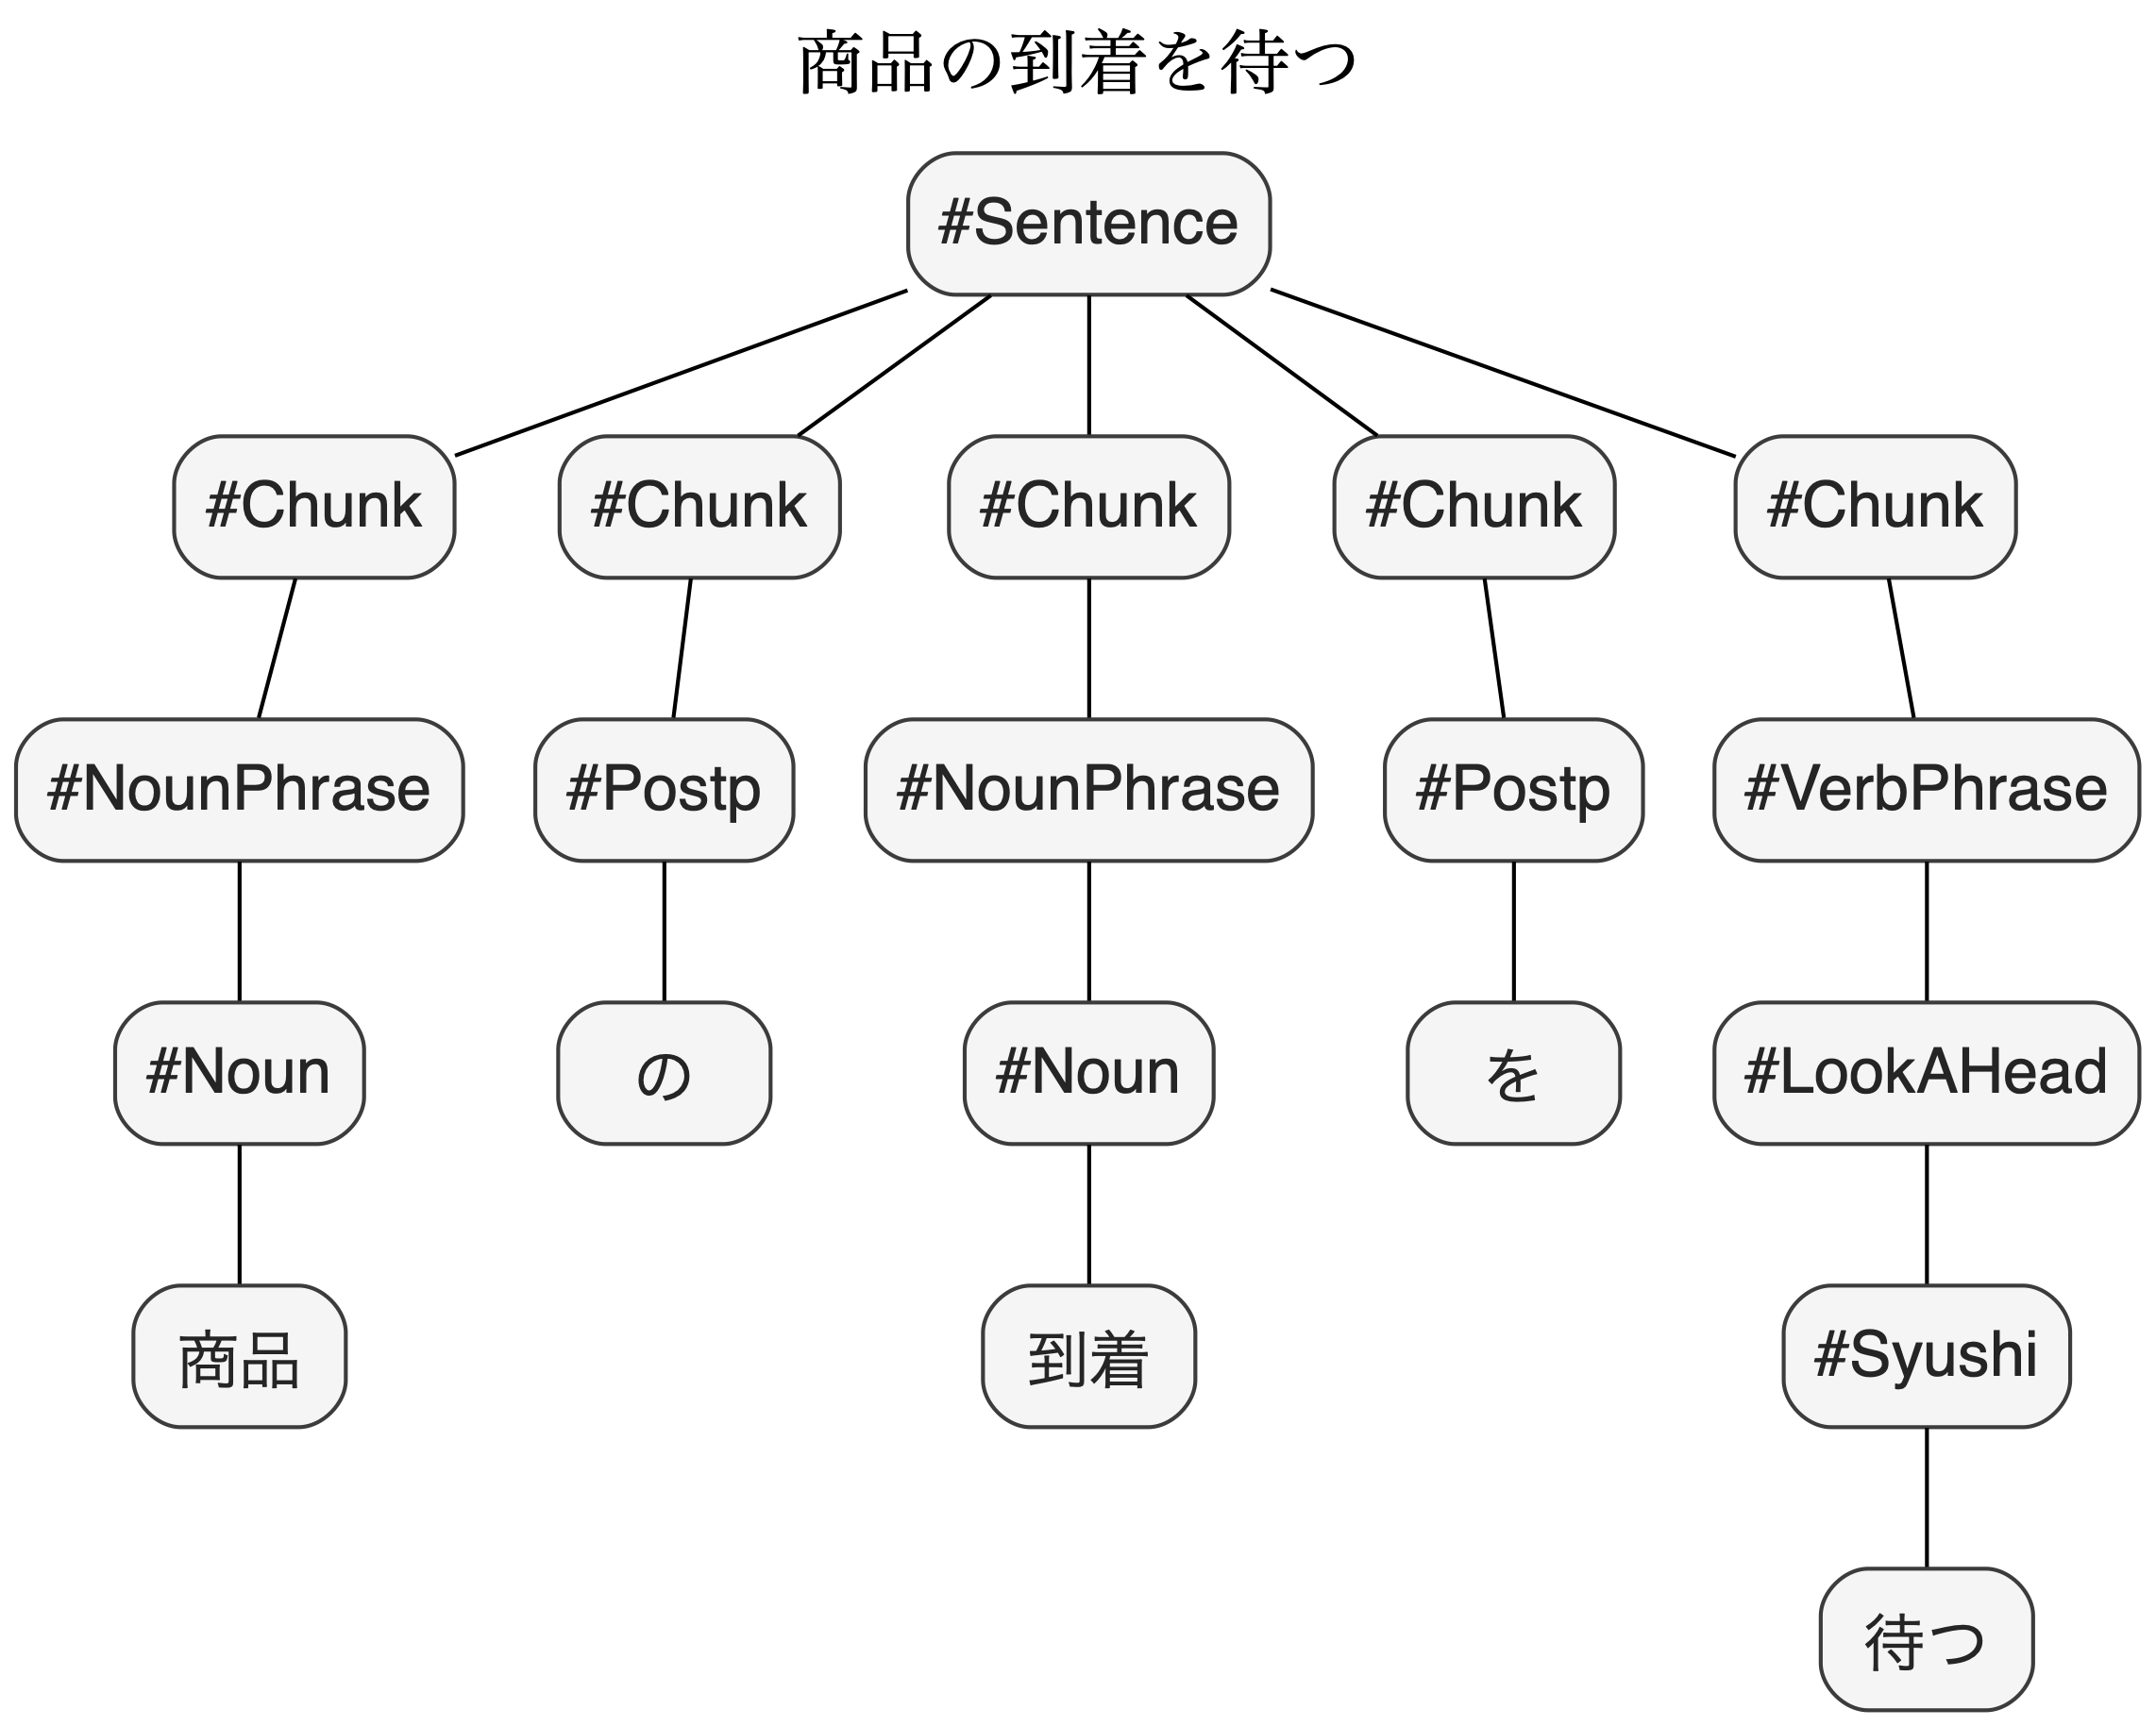 商品の到着を待つ
#Sentence
#Chunk #Chunk #Chunk #Chunk #Chunk
#NounPhrase #Postp #NounPhrase #Postp #VerbPhrase
#Noun の #Noun を #LookAHead
商品 到着 #Syushi
待つ